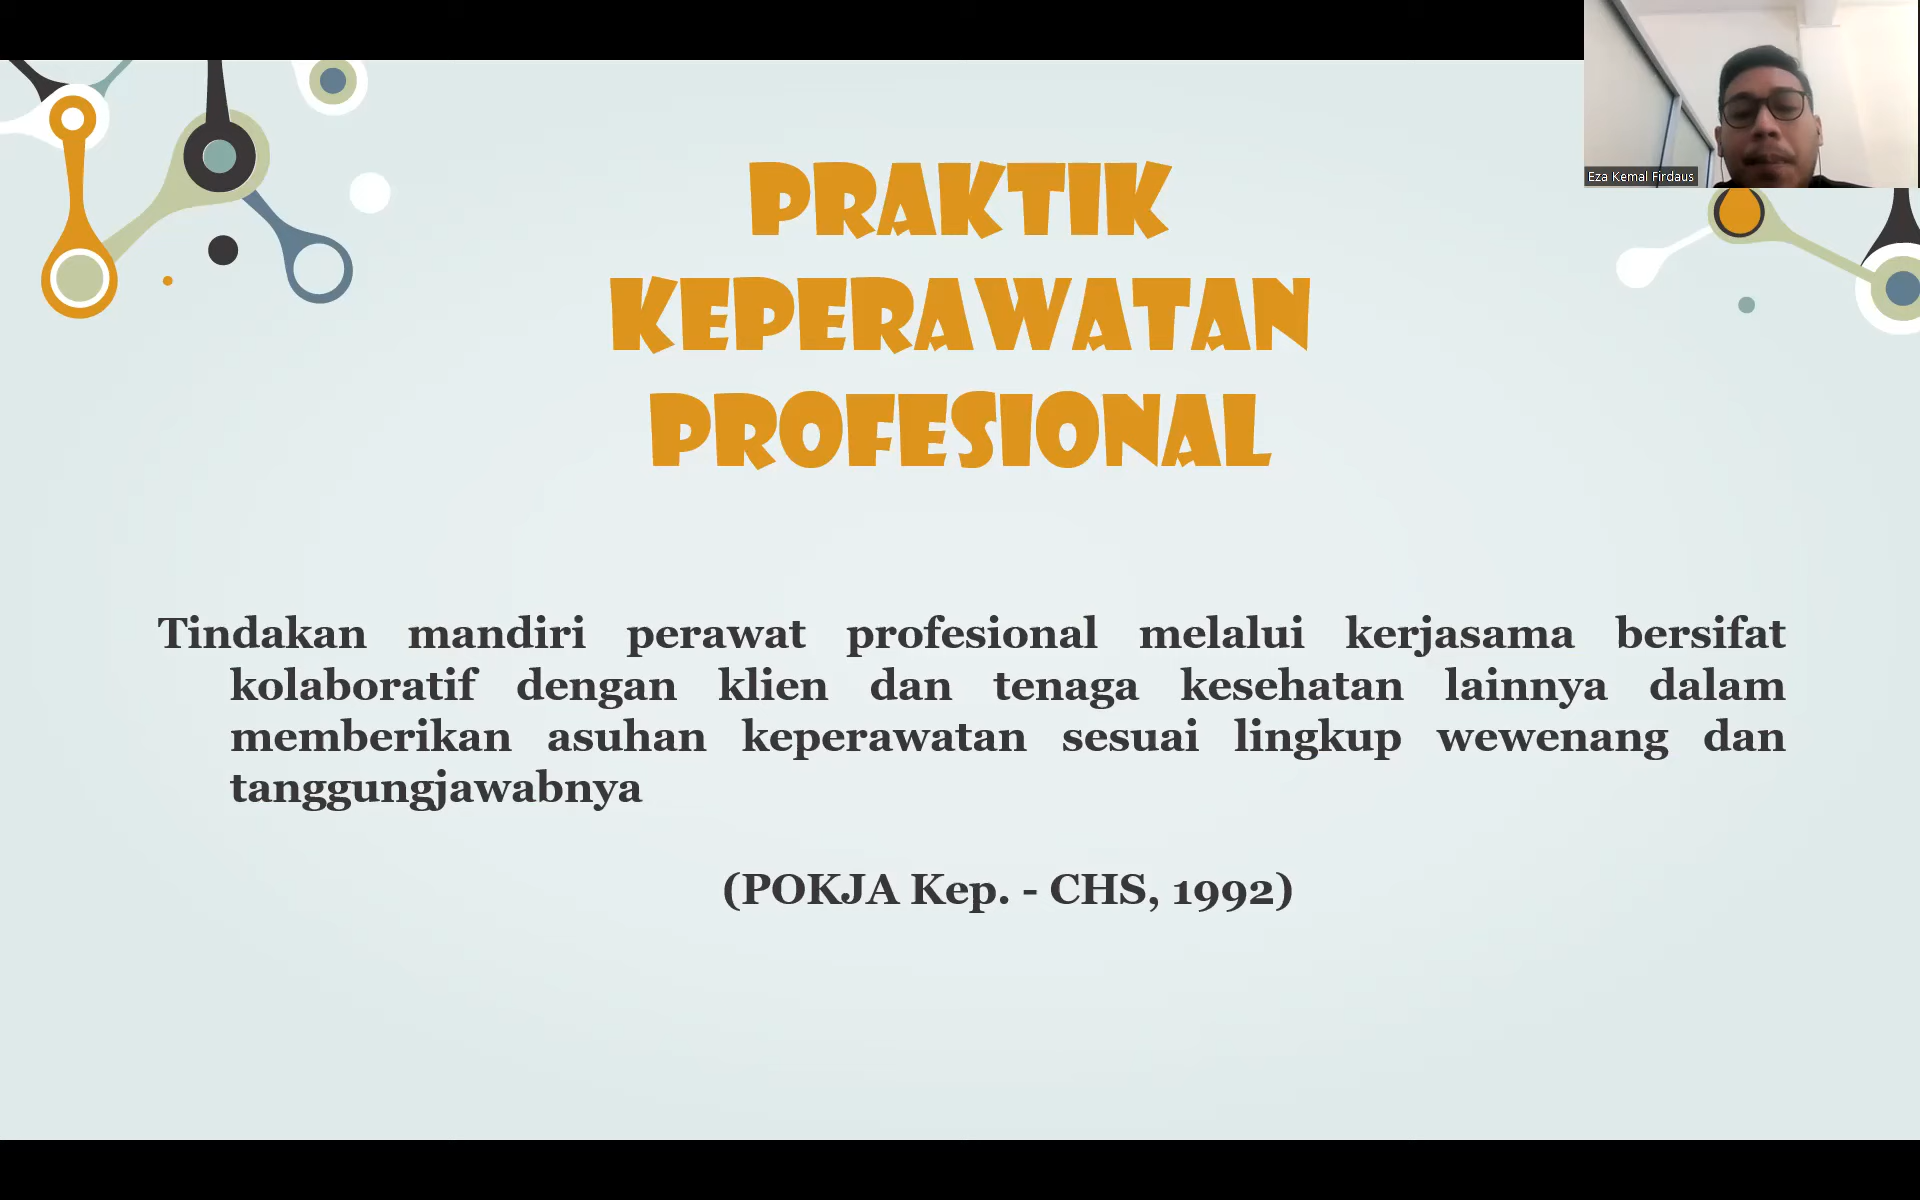 Eza Kemal Firdaus
PRAKTIK
KEPERAWATAN
PROFESIONAL
Tindakan mandiri perawat profesional melalui kerjasama bersifat
kolaboratif dengan klien dan tenaga kesehatan lainnya dalam
memberikan asuhan keperawatan sesuai lingkup wewenang dan
tanggungjawabnya
(POKJA Kep. - CHS, 1992)